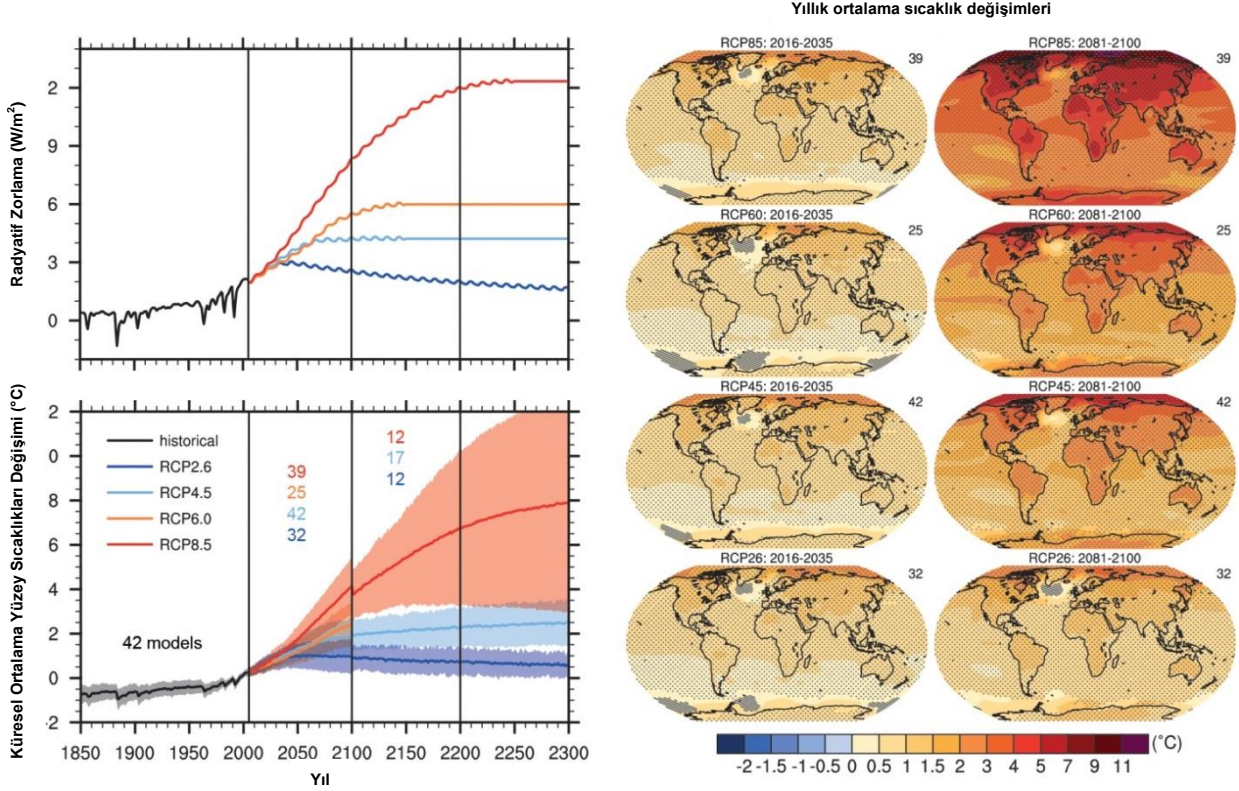 Yıllık ortalama sıcaklık değişimleri
Radyatif Zorlama (W/m²)
2
9
6
3
0
Küresel Ortalama Yüzey Sıcaklıkları Değişimi (°C)
2
0
8
6
4
2
0
-2
historical
RCP2.6
RCP4.5
RCP6.0
RCP8.5
39
25
42
32
12
17
12
42 models
1850 1900 1950 2000 2050 2100 2150 2200 2250 2300
Yıl
RCP85: 2016-2035
39
RCP85: 2081-2100
39
RCP60: 2016-2035
25
RCP60: 2081-2100
25
RCP45: 2016-2035
42
RCP45: 2081-2100
42
RCP26: 2016-2035
32
RCP26: 2081-2100
32
(°C)
-2 -1.5 -1 -0.5 0 0.5 1 1.5 2 3 4 5 7 9 11